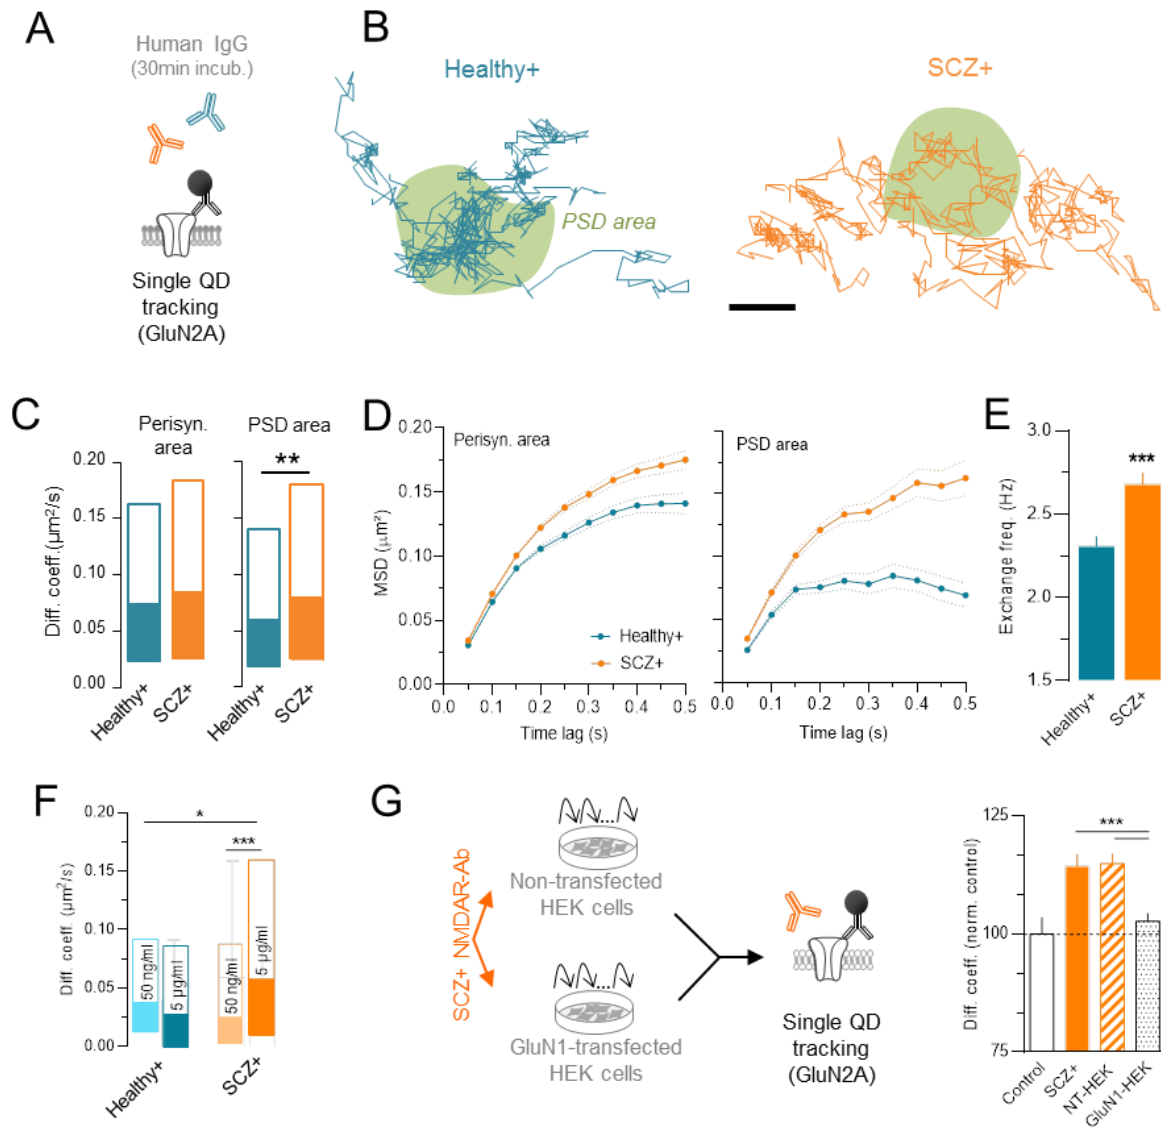 A
Human IgG
(30min incub.)
Single QD
tracking
(GluN2A)
B
Healthy+
SCZ+
PSD area
C
Perisyn.
area
PSD area
**
Diff. coeff.(µm²/s)
0.20
0.15
0.10
0.05
0.00
Healthy+
SCZ+
Healthy+
SCZ+
D
Perisyn. area
PSD area
MSD (µm²)
0.20
0.15
0.10
0.05
0.00
Healthy+
SCZ+
0.0 0.1 0.2 0.3 0.4 0.5
Time lag (s)
0.0 0.1 0.2 0.3 0.4 0.5
Time lag (s)
E
Exchange freq. (Hz)
3.0
2.5
2.0
1.5
***
Healthy+
SCZ+
F
Diff. coeff. (µm²/s)
0.20
0.15
0.10
0.05
0.00
*
***
50 ng/ml
5 µg/ml
50 ng/ml
5 µg/ml
Healthy+
SCZ+
G
SCZ+ NMDAR-Ab
...
Non-transfected
HEK cells
...
GluN1-transfected
HEK cells
Single QD
tracking
(GluN2A)
Diff. coeff. (norm. control)
125
100
75
***
Control
SCZ+
NT-HEK
GluN1-HEK